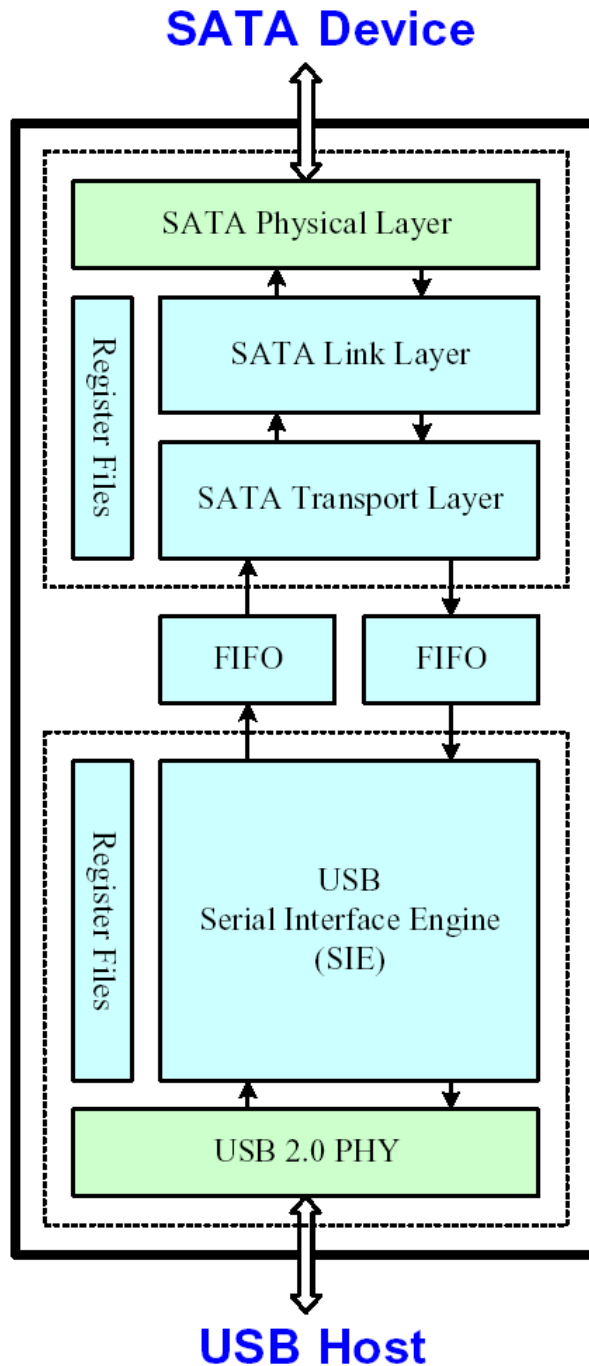 SATA Device
SATA Physical Layer
Register Files
SATA Link Layer
SATA Transport Layer
FIFO
FIFO
Register Files
USB
Serial Interface Engine
(SIE)
USB 2.0 PHY
USB Host